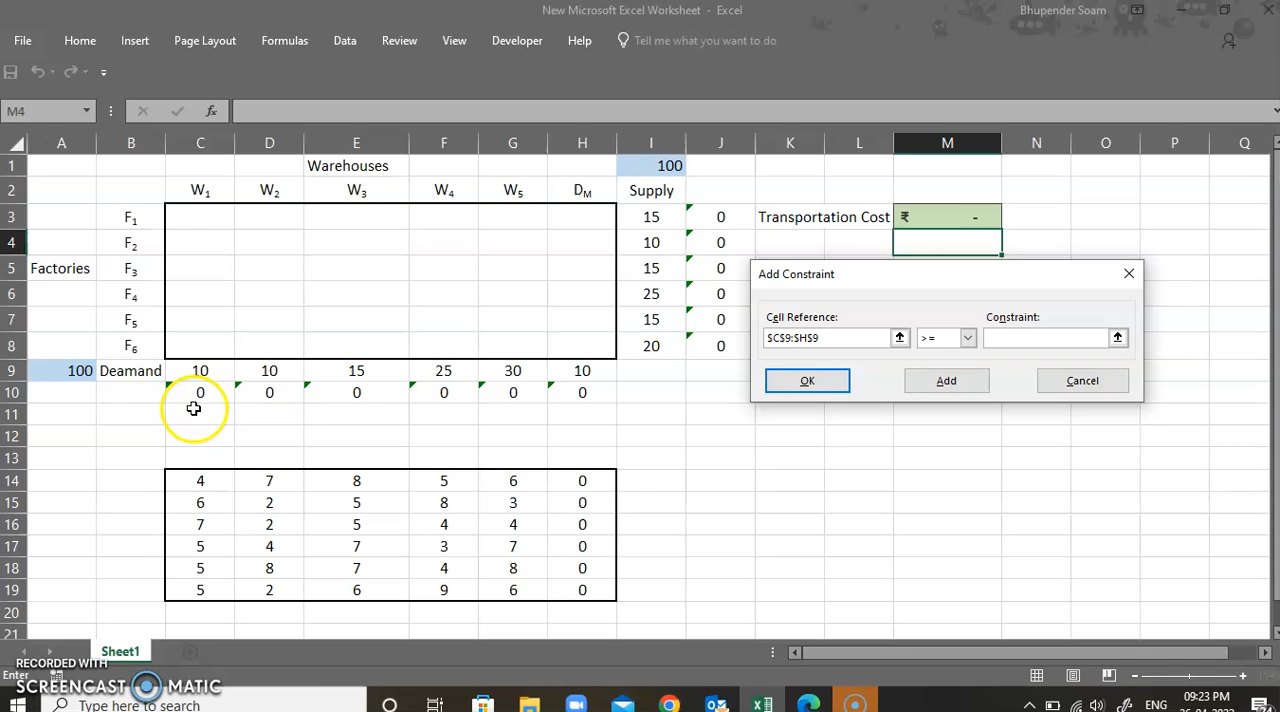 New Microsoft Excel Worksheet - Excel
Bhupender Soam
File Home Insert Page Layout Formulas Data Review View Developer Help Tell me what you want to do
M4 fx
A B C D E F G H I J K L M N O P Q
1 Warehouses 100
2 W1 W2 W3 W4 W5 DM Supply
3 F1 15 0 Transportation Cost ₹ -
4 F2 10 0
5 Factories F3 15 0
6 F4 25 0
7 F5 15 0
8 F6 20 0
9 100 Deamand 10 10 15 25 30 10
10 0 0 0 0 0 0
11
12
13
14 4 7 8 5 6 0
15 6 2 5 8 3 0
16 7 2 5 4 4 0
17 5 4 7 3 7 0
18 5 8 7 4 8 0
19 5 2 6 9 6 0
20
21
Add Constraint
Cell Reference: Constraint:
$C$9:$H$9 >=
OK Add Cancel
Sheet1
RECORDED WITH
SCREENCAST MATIC
Enter
Type here to search
ENG
09:23 PM